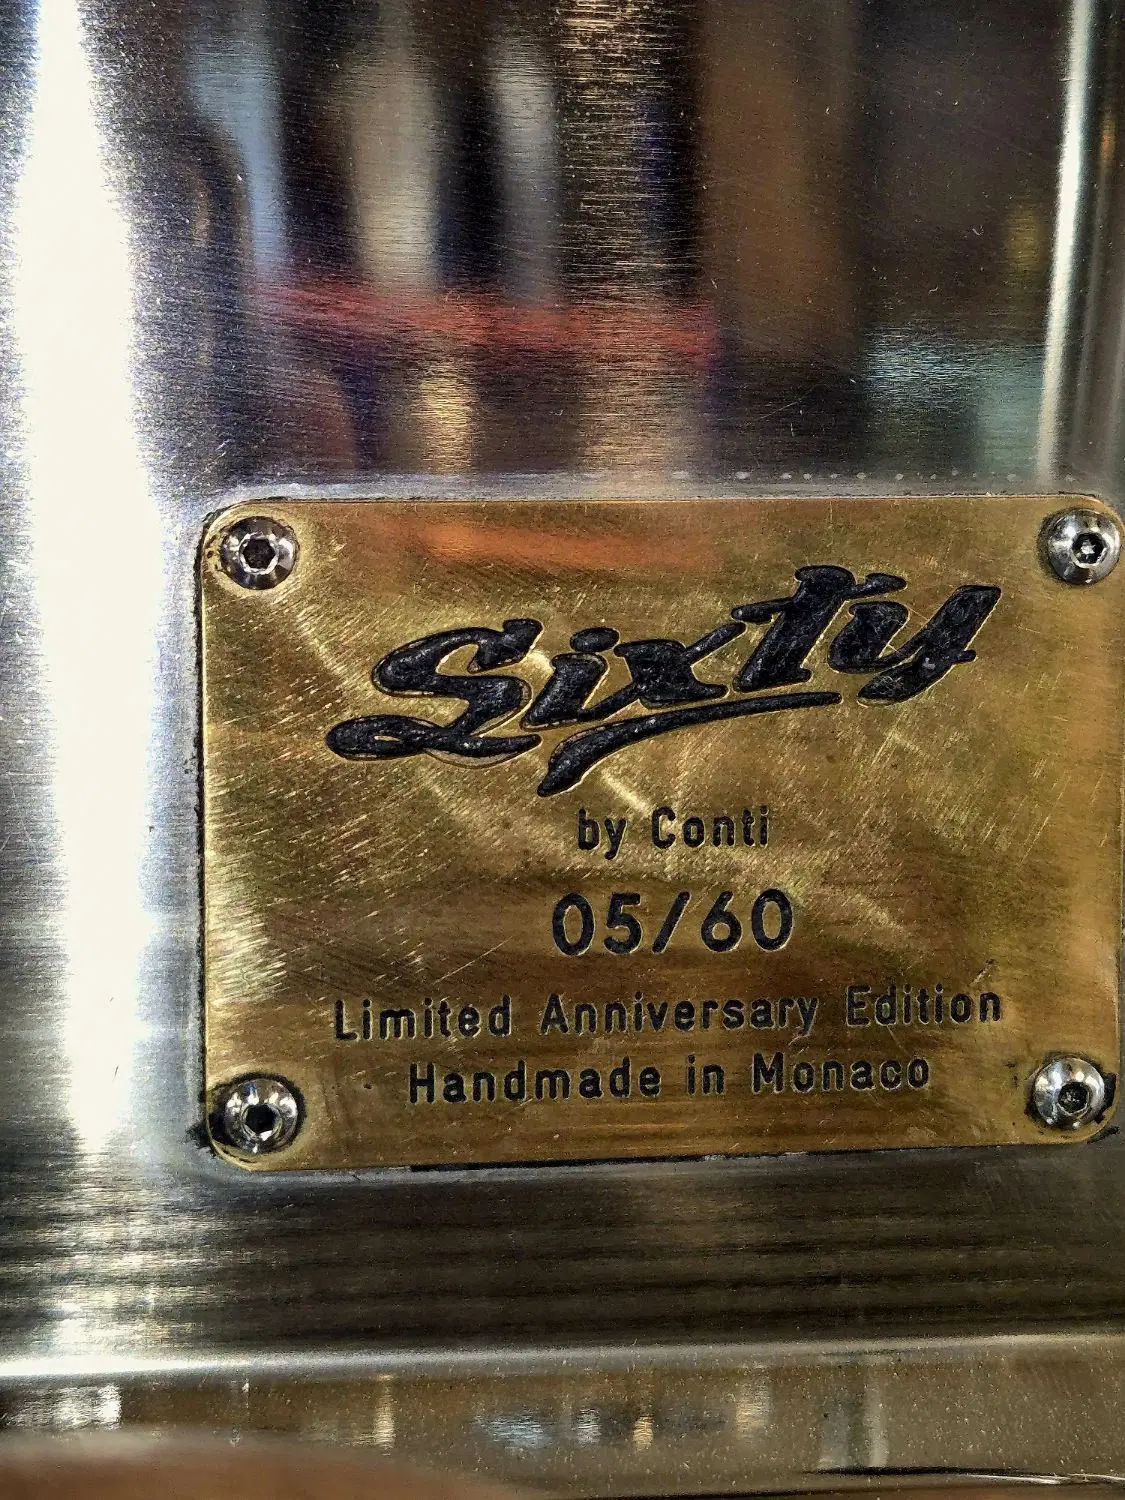 Sixty
by Conti
05/60
Limited Anniversary Edition
Handmade in Monaco